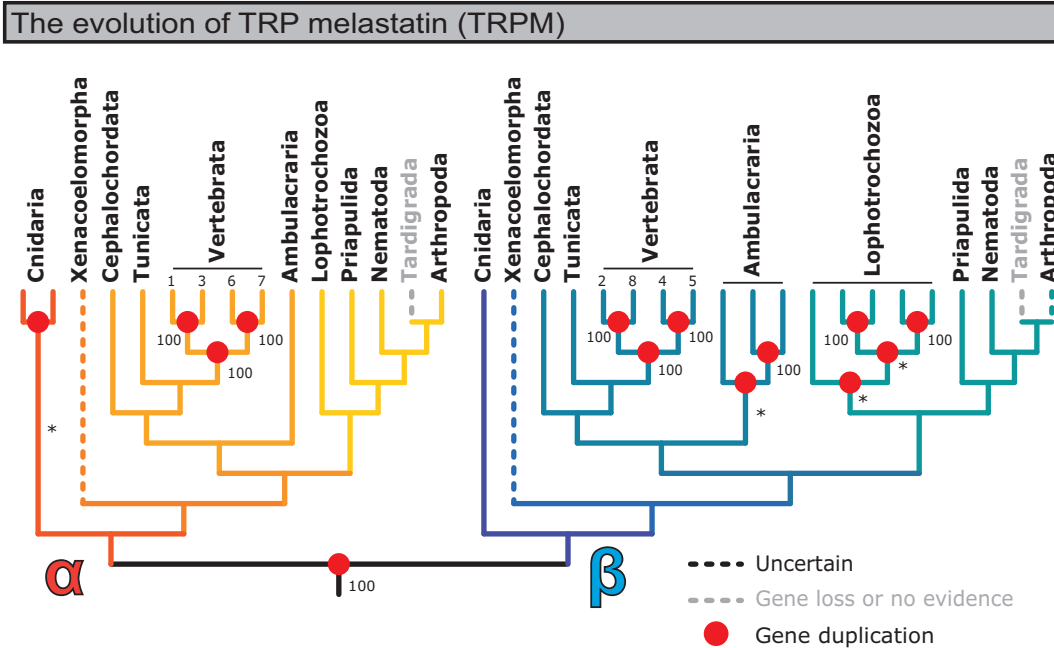 The evolution of TRP melastatin (TRPM)
Cnidaria
Xenacoelomorpha
Cephalochordata
Tunicata
Vertebrata
Ambulacraria
Lophotrochozoa
Priapulida
Nematoda
Tardigrada
Arthropoda
Cnidaria
Xenacoelomorpha
Cephalochordata
Tunicata
Vertebrata
Ambulacraria
Lophotrochozoa
Priapulida
Nematoda
Tardigrada
Arthropoda
1 3 6 7
2 8 4 5
100 100
100
100 100
100
100
100 100
*
*
*
*
α
β
100
Uncertain
Gene loss or no evidence
Gene duplication